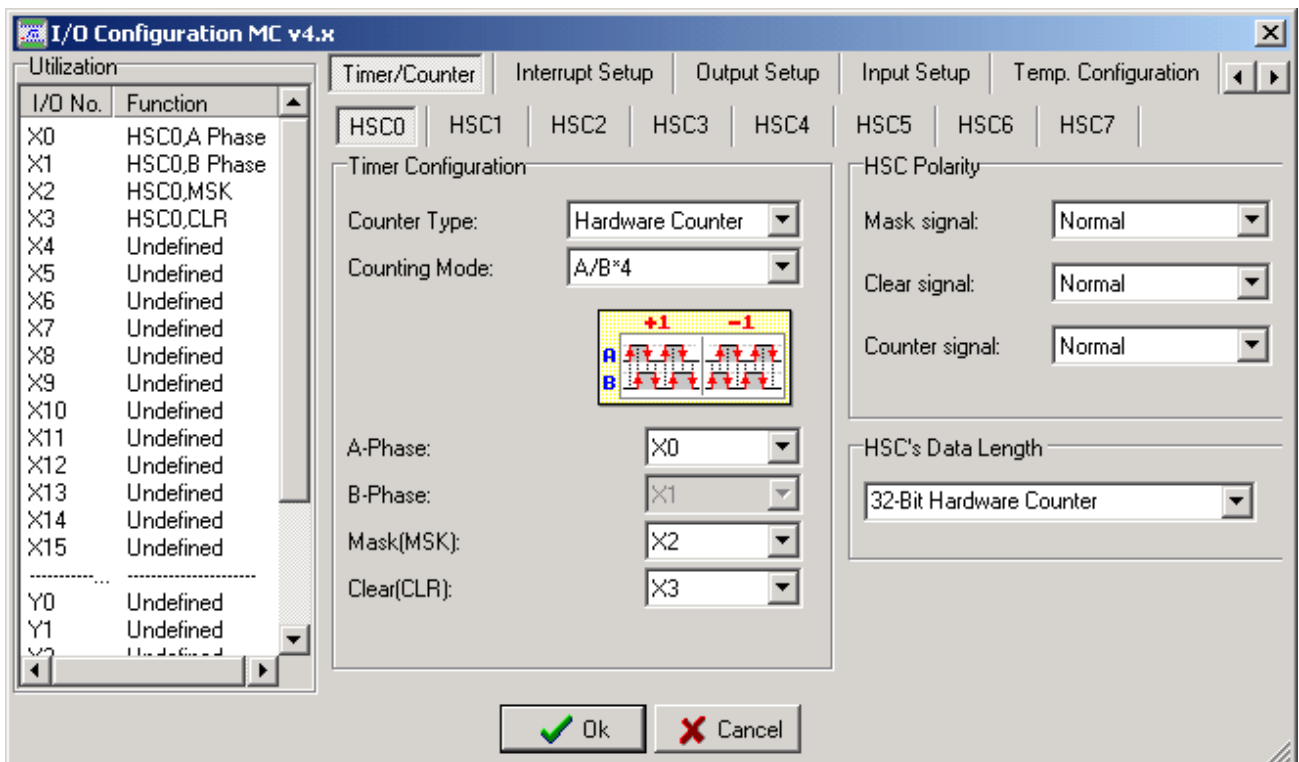 I/O Configuration MC v4.x
Utilization
I/O No. Function
X0 HSC0,A Phase
X1 HSC0,B Phase
X2 HSC0,MSK
X3 HSC0,CLR
X4 Undefined
X5 Undefined
X6 Undefined
X7 Undefined
X8 Undefined
X9 Undefined
X10 Undefined
X11 Undefined
X12 Undefined
X13 Undefined
X14 Undefined
X15 Undefined
-----------... ----------------------
Y0 Undefined
Y1 Undefined
Y2 Undefined
Timer/Counter Interrupt Setup Output Setup Input Setup Temp. Configuration
HSC0 HSC1 HSC2 HSC3 HSC4 HSC5 HSC6 HSC7
Timer Configuration
Counter Type: Hardware Counter
Counting Mode: A/B*4
+1 -1
A
B
A-Phase: X0
B-Phase: X1
Mask(MSK): X2
Clear(CLR): X3
HSC Polarity
Mask signal: Normal
Clear signal: Normal
Counter signal: Normal
HSC's Data Length
32-Bit Hardware Counter
Ok Cancel